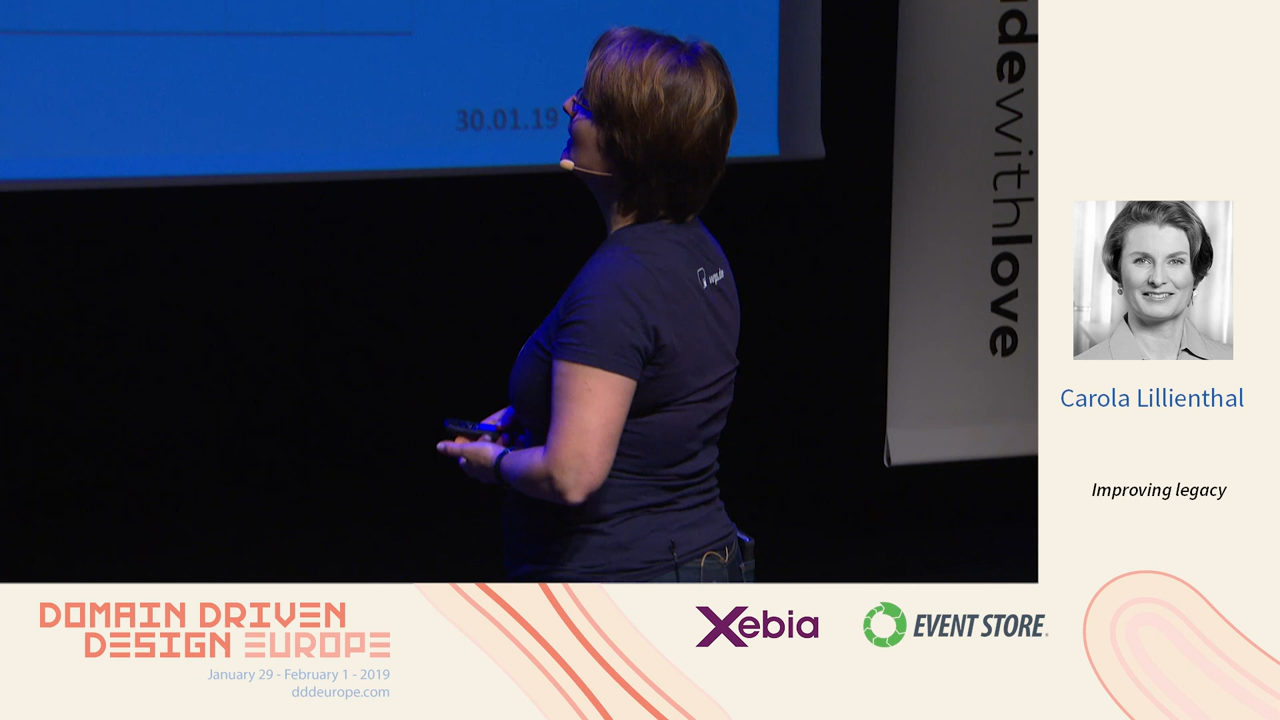 30.01.19
dewithlove
Carola Lillienthal
Improving legacy
DOMAIN DRIVEN
DESIGN EUROPE
January 29 - February 1 - 2019
dddeurope.com
Xebia
EVENT STORE.